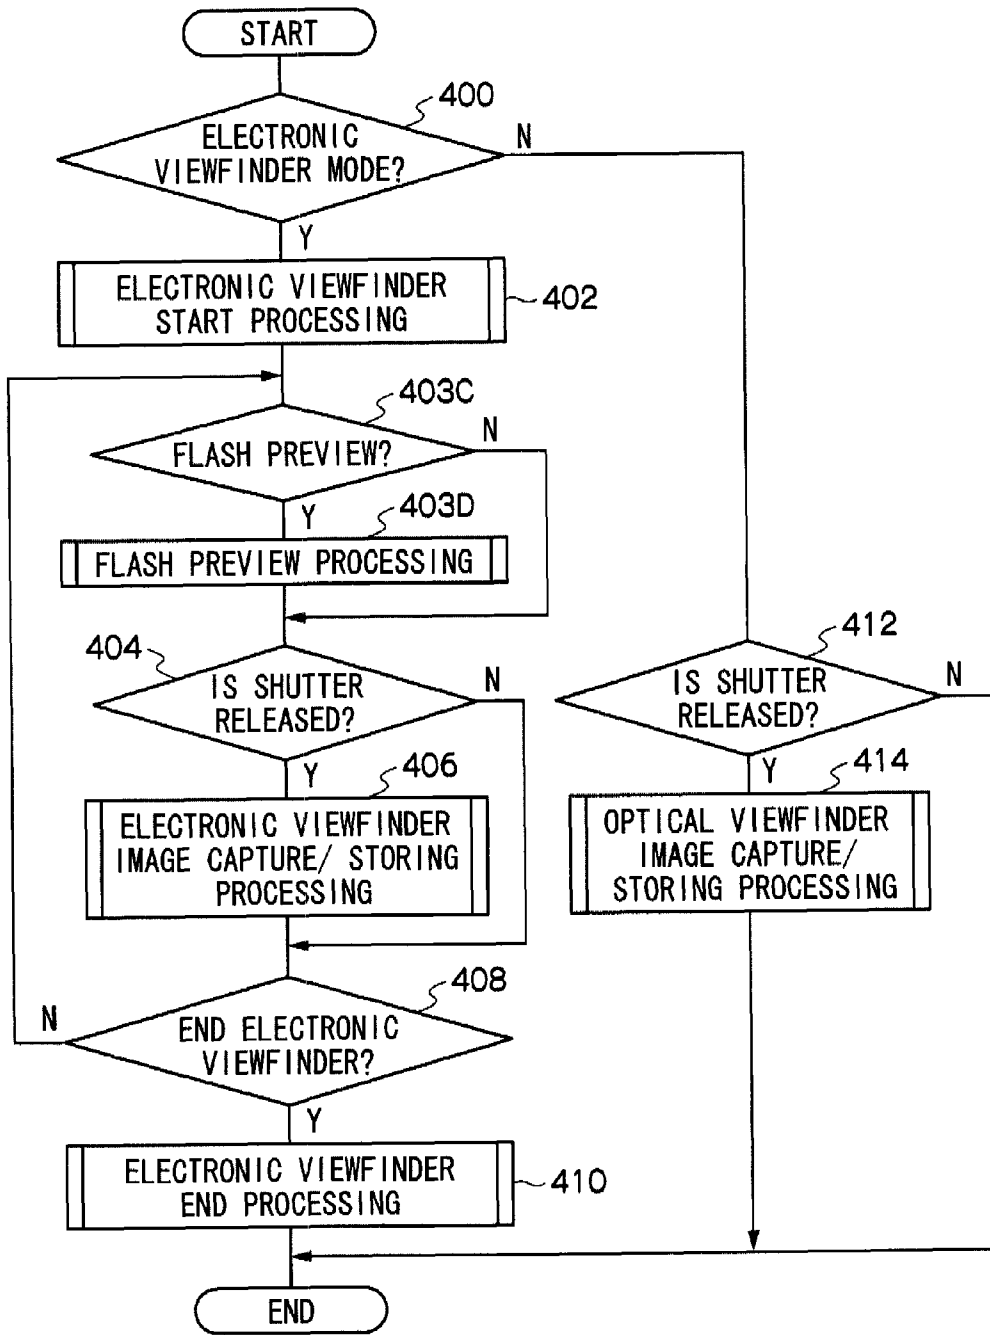 START
400
ELECTRONIC
VIEWFINDER MODE?
N
Y
ELECTRONIC VIEWFINDER
START PROCESSING
402
403C
FLASH PREVIEW?
N
Y
403D
FLASH PREVIEW PROCESSING
404
IS SHUTTER
RELEASED?
N
Y
406
ELECTRONIC VIEWFINDER
IMAGE CAPTURE/ STORING
PROCESSING
408
END ELECTRONIC
VIEWFINDER?
N
Y
ELECTRONIC VIEWFINDER
END PROCESSING
410
412
IS SHUTTER
RELEASED?
N
Y
414
OPTICAL VIEWFINDER
IMAGE CAPTURE/
STORING PROCESSING
END